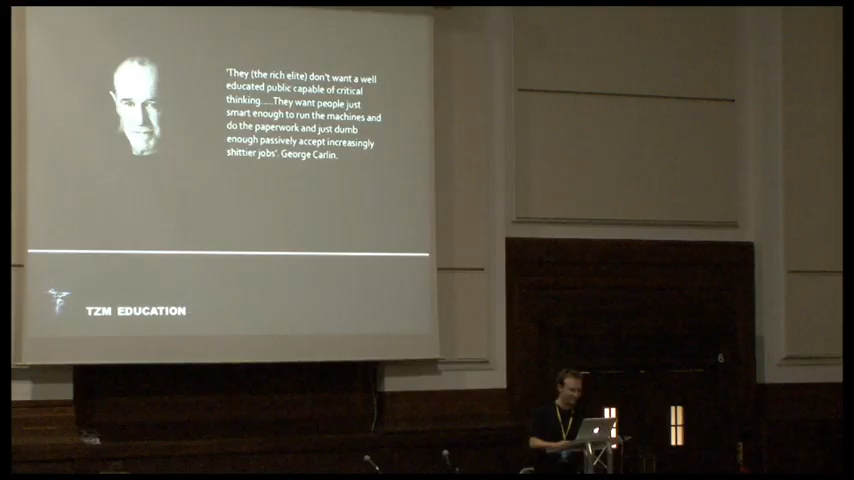 'They (the rich elite) don't want a well
educated public capable of critical
thinking......They want people just
smart enough to run the machines and
do the paperwork and just dumb
enough passively accept increasingly
shittier jobs'. George Carlin.
TZM EDUCATION
6